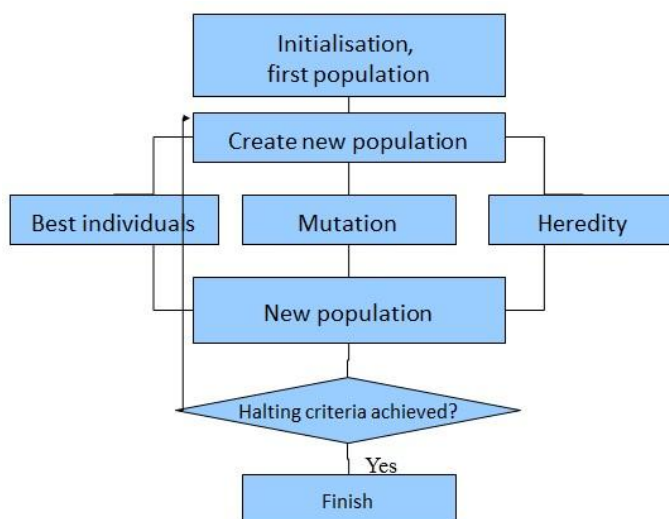 Initialisation,
first population
Create new population
Best individuals
Mutation
Heredity
New population
Halting criteria achieved?
Yes
Finish